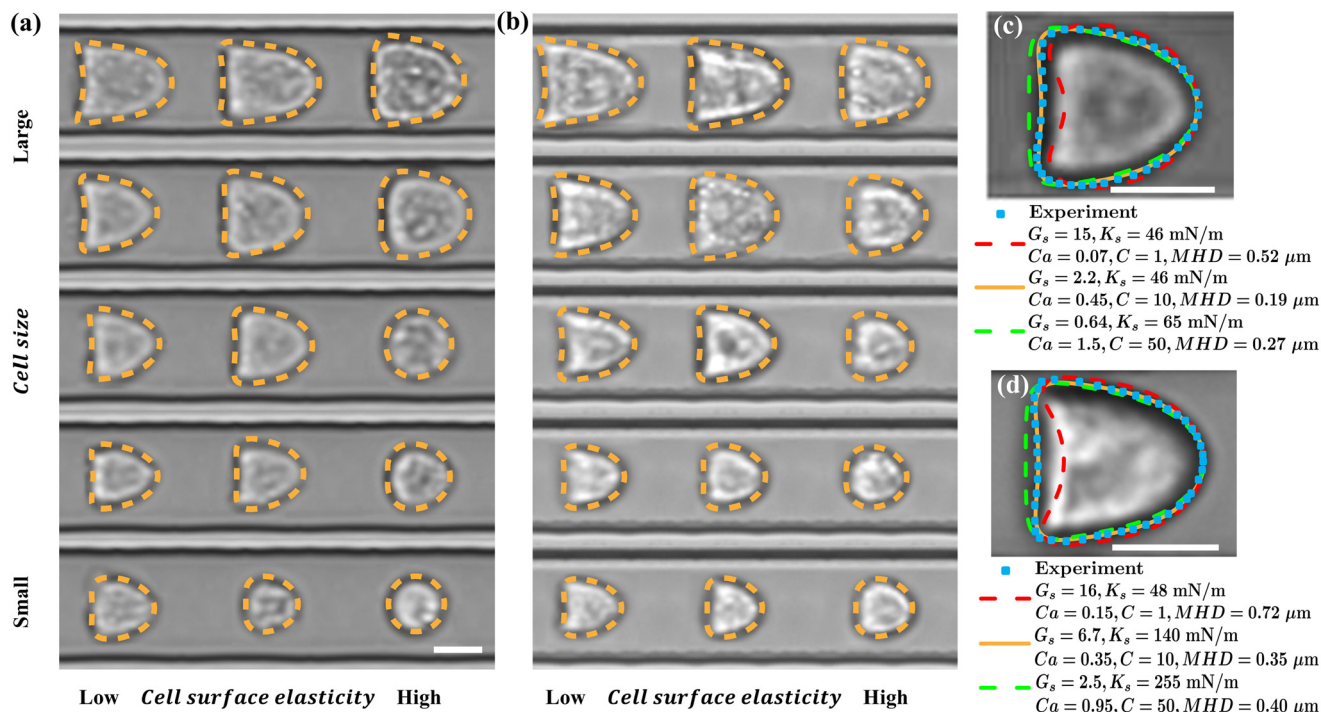 (a)
(b)
(c)
(d)
Large
Cell size
Small
Low Cell surface elasticity High
Low Cell surface elasticity High
Experiment
G_s = 15, K_s = 46 mN/m
Ca = 0.07, C = 1, MHD = 0.52 μm
G_s = 2.2, K_s = 46 mN/m
Ca = 0.45, C = 10, MHD = 0.19 μm
G_s = 0.64, K_s = 65 mN/m
Ca = 1.5, C = 50, MHD = 0.27 μm
Experiment
G_s = 16, K_s = 48 mN/m
Ca = 0.15, C = 1, MHD = 0.72 μm
G_s = 6.7, K_s = 140 mN/m
Ca = 0.35, C = 10, MHD = 0.35 μm
G_s = 2.5, K_s = 255 mN/m
Ca = 0.95, C = 50, MHD = 0.40 μm